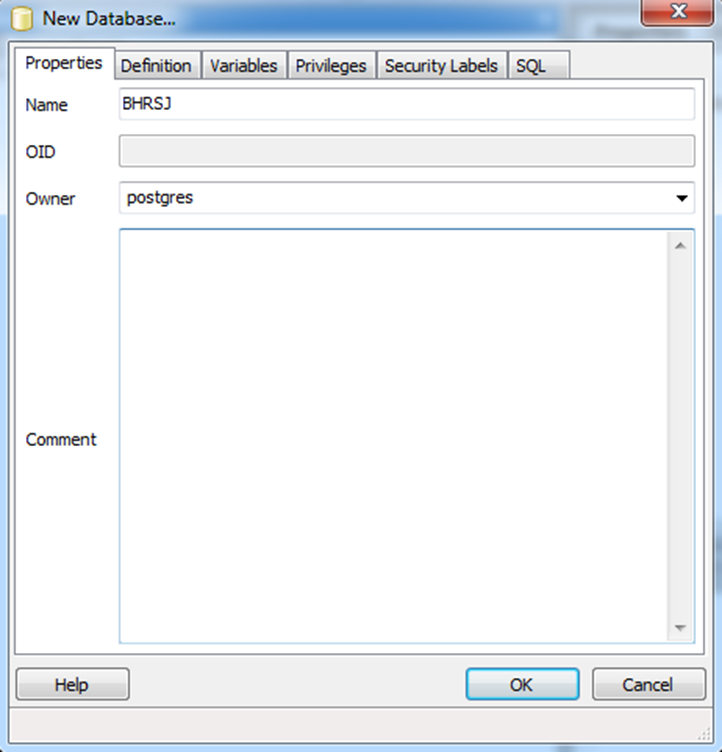 New Database...
Properties Definition Variables Privileges Security Labels SQL
Name BHRSJ
OID
Owner postgres
Comment
Help OK Cancel